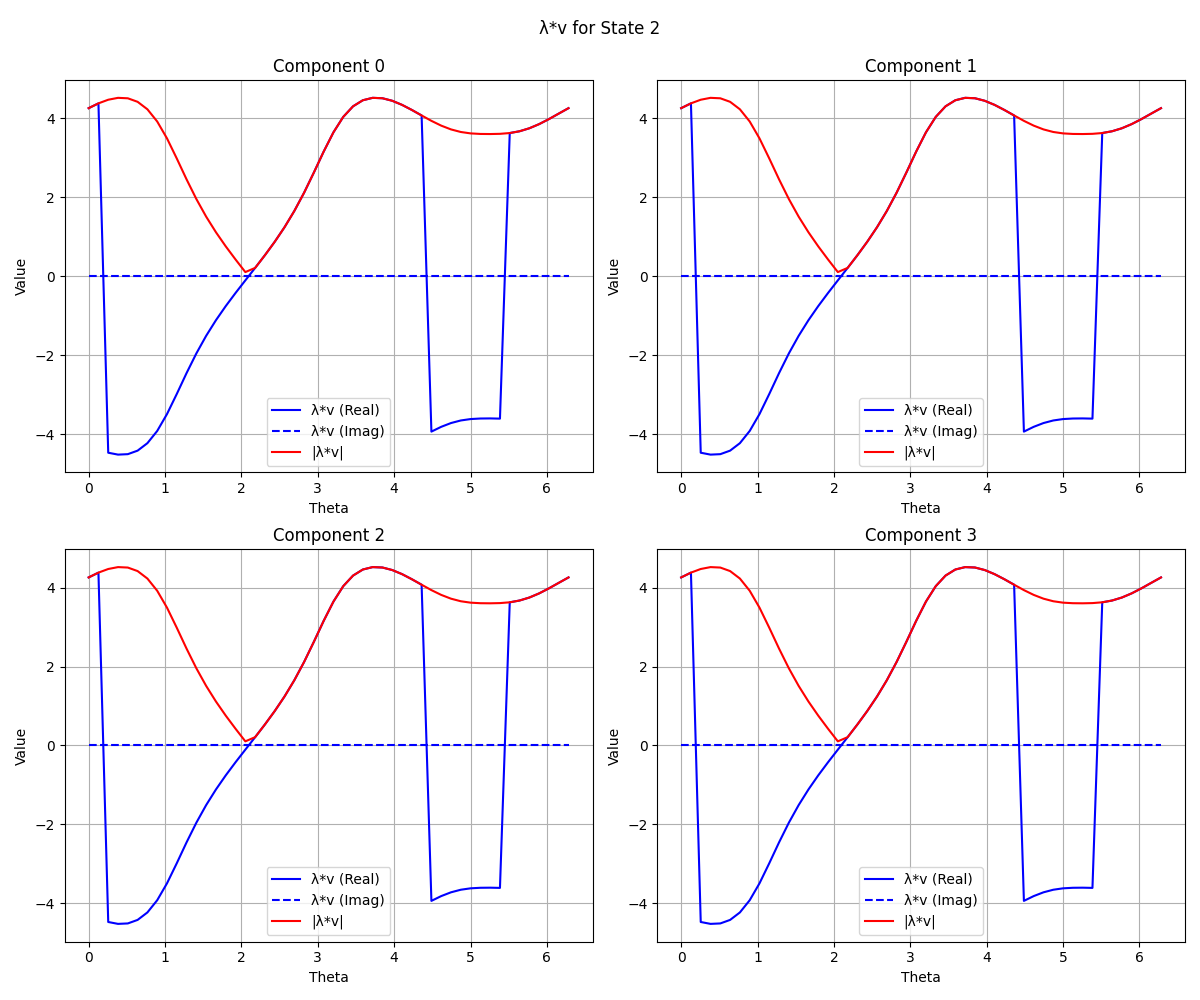 λ*v for State 2
Component 0
Value
4
2
0
−2
−4
λ*v (Real)
λ*v (Imag)
|λ*v|
0 1 2 3 4 5 6
Theta
Component 1
Value
4
2
0
−2
−4
λ*v (Real)
λ*v (Imag)
|λ*v|
0 1 2 3 4 5 6
Theta
Component 2
Value
4
2
0
−2
−4
λ*v (Real)
λ*v (Imag)
|λ*v|
0 1 2 3 4 5 6
Theta
Component 3
Value
4
2
0
−2
−4
λ*v (Real)
λ*v (Imag)
|λ*v|
0 1 2 3 4 5 6
Theta